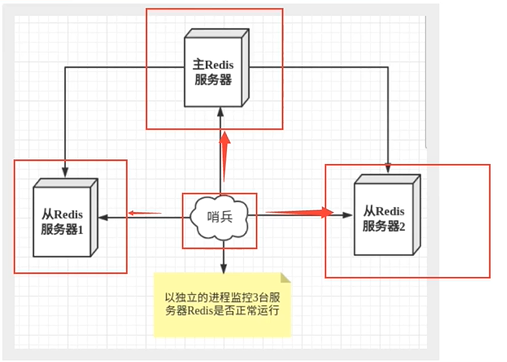 主Redis
服务器
从Redis
服务器1
哨兵
从Redis
服务器2
以独立的进程监控3台服
务器Redis是否正常运行